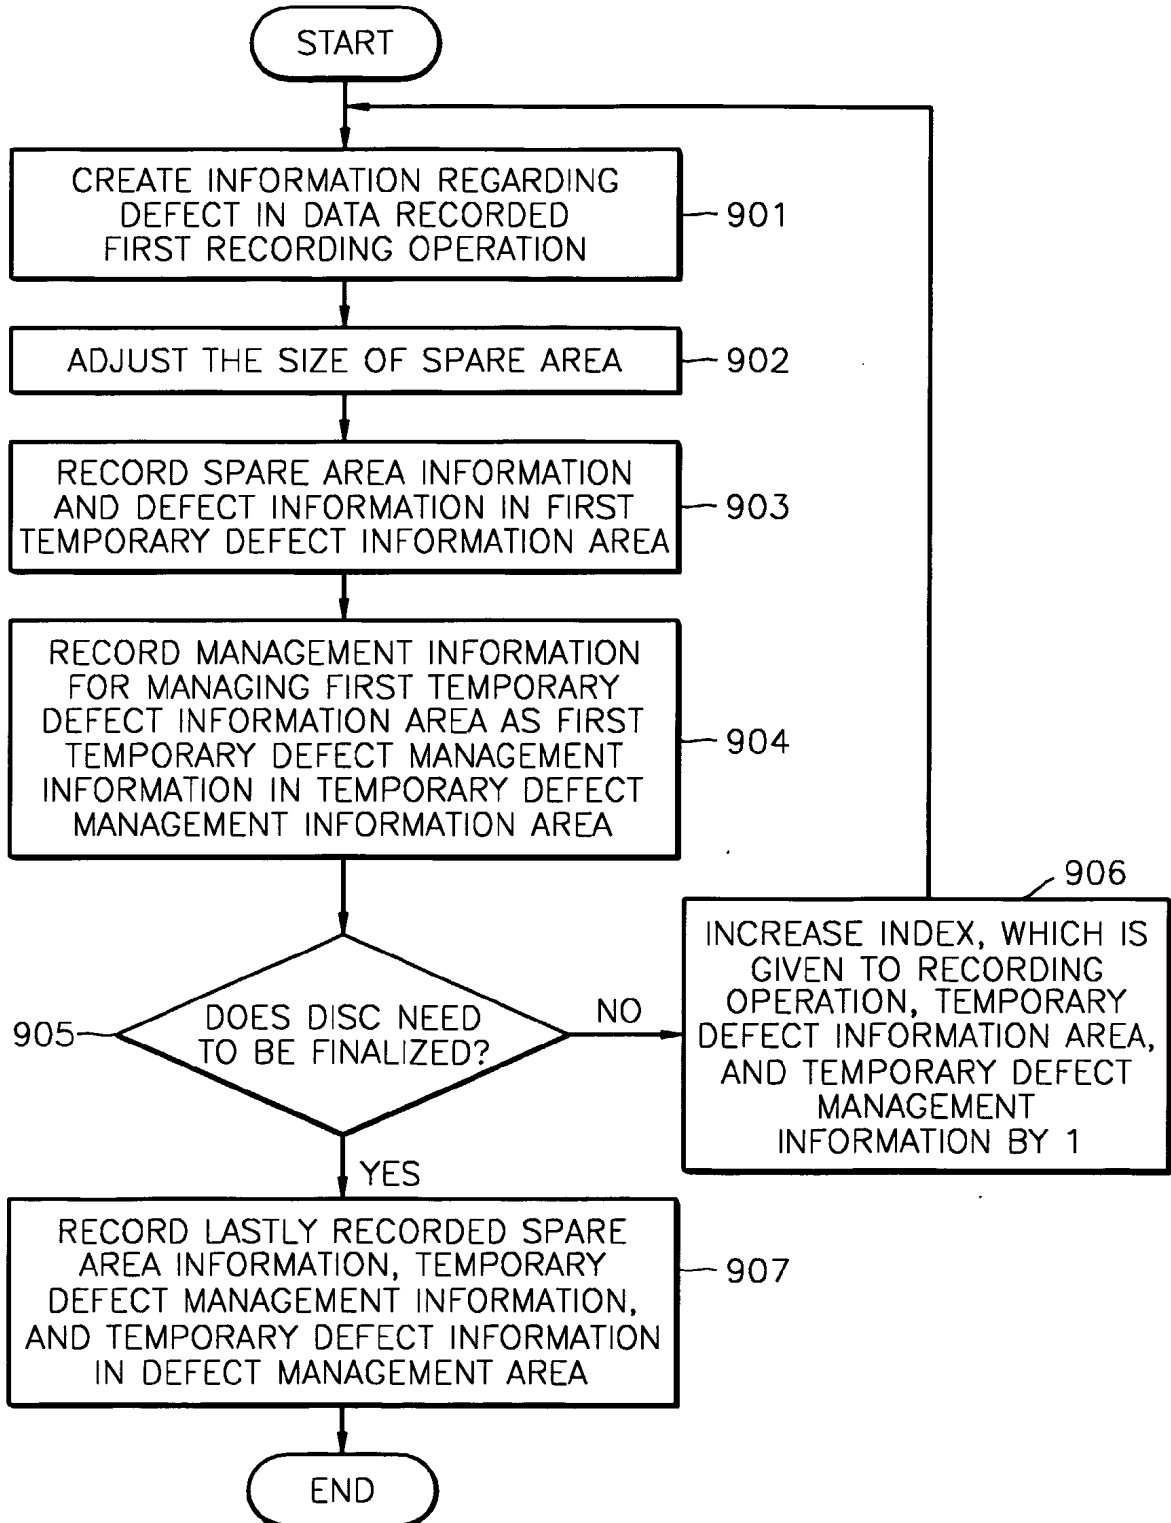 START
CREATE INFORMATION REGARDING
DEFECT IN DATA RECORDED
FIRST RECORDING OPERATION
901
ADJUST THE SIZE OF SPARE AREA
902
RECORD SPARE AREA INFORMATION
AND DEFECT INFORMATION IN FIRST
TEMPORARY DEFECT INFORMATION AREA
903
RECORD MANAGEMENT INFORMATION
FOR MANAGING FIRST TEMPORARY
DEFECT INFORMATION AREA AS FIRST
TEMPORARY DEFECT MANAGEMENT
INFORMATION IN TEMPORARY DEFECT
MANAGEMENT INFORMATION AREA
904
905
DOES DISC NEED
TO BE FINALIZED?
NO
906
INCREASE INDEX, WHICH IS
GIVEN TO RECORDING
OPERATION, TEMPORARY
DEFECT INFORMATION AREA,
AND TEMPORARY DEFECT
MANAGEMENT
INFORMATION BY 1
YES
RECORD LASTLY RECORDED SPARE
AREA INFORMATION, TEMPORARY
DEFECT MANAGEMENT INFORMATION,
AND TEMPORARY DEFECT INFORMATION
IN DEFECT MANAGEMENT AREA
907
END